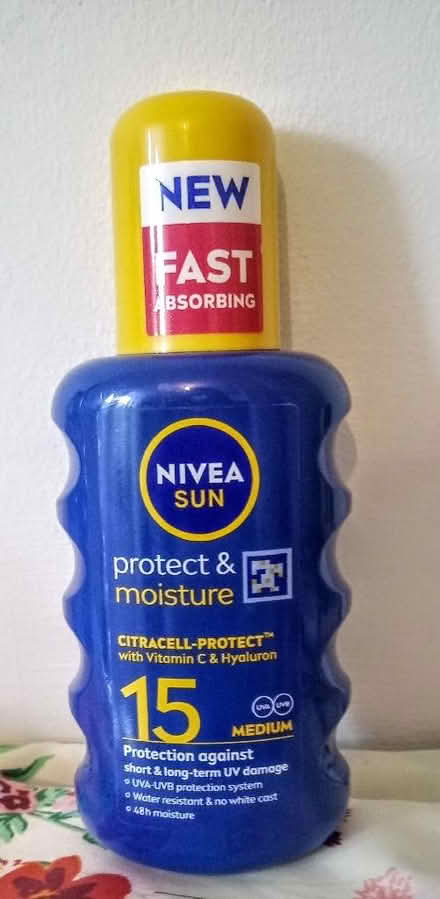 NEW
FAST
ABSORBING
NIVEA
SUN
protect &
moisture
CITRACELL-PROTECT™
with Vitamin C & Hyaluron
15
UVA UVB
MEDIUM
Protection against
short & long-term UV damage
UVA-UVB protection system
Water resistant & no white cast
48h moisture